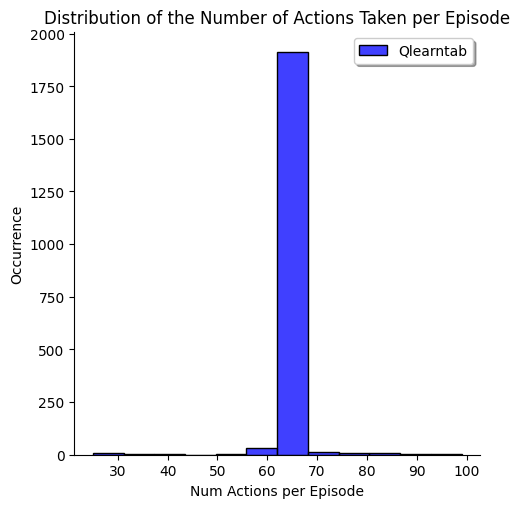 Distribution of the Number of Actions Taken per Episode
Qlearntab
2000
1750
1500
1250
1000
750
500
250
0
Occurrence
30 40 50 60 70 80 90 100
Num Actions per Episode